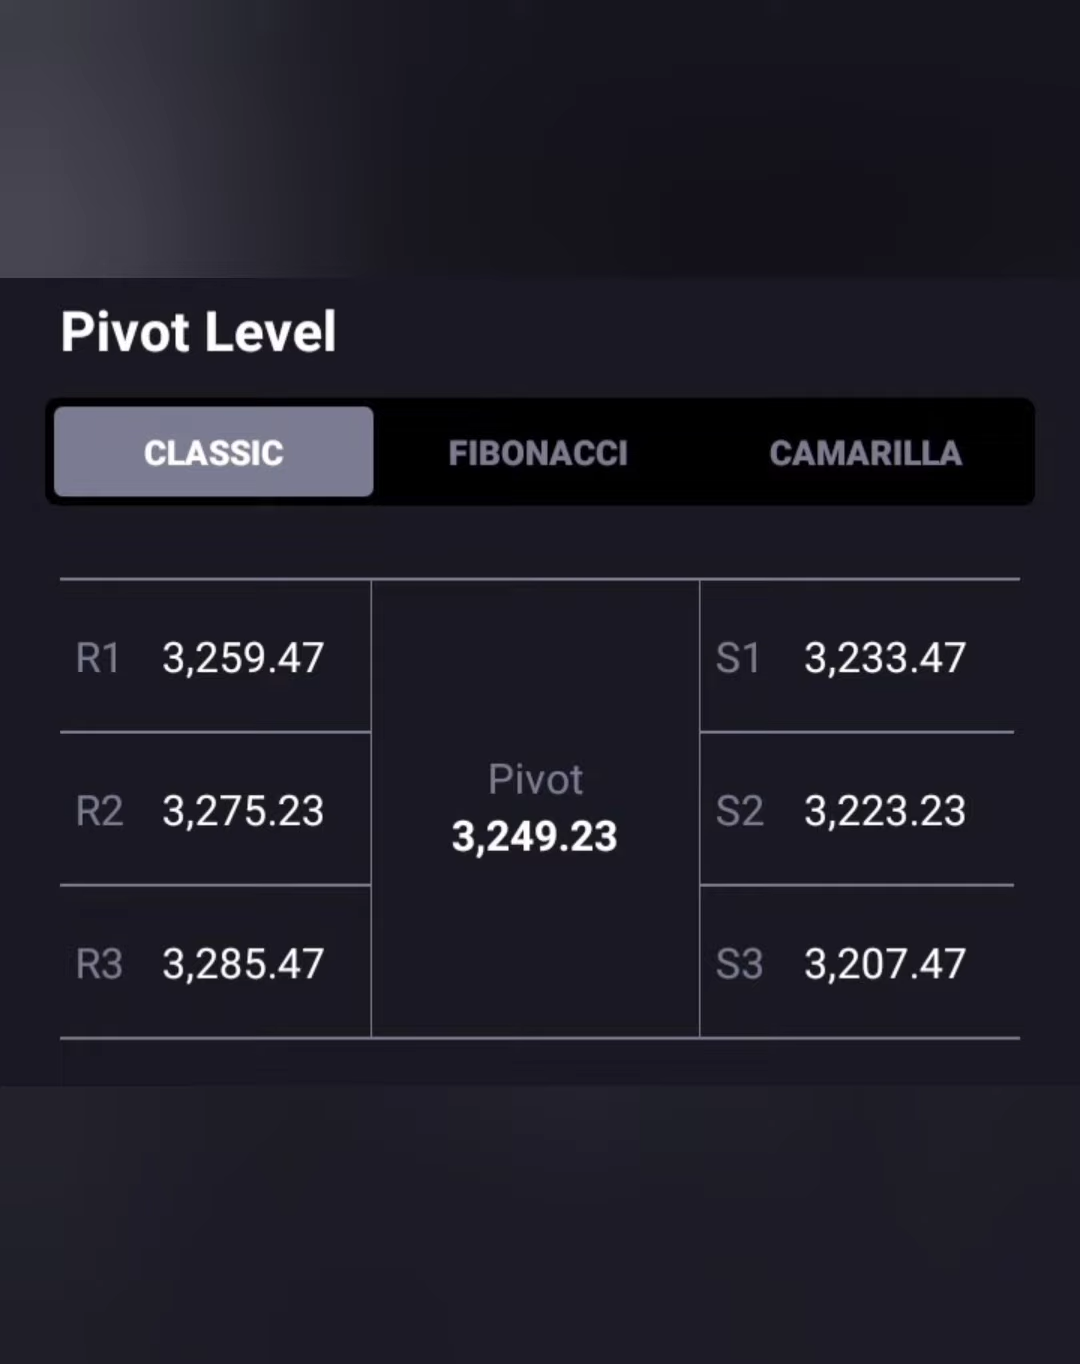 Pivot Level
CLASSIC FIBONACCI CAMARILLA
R1 3,259.47 S1 3,233.47
Pivot
R2 3,275.23 3,249.23 S2 3,223.23
R3 3,285.47 S3 3,207.47